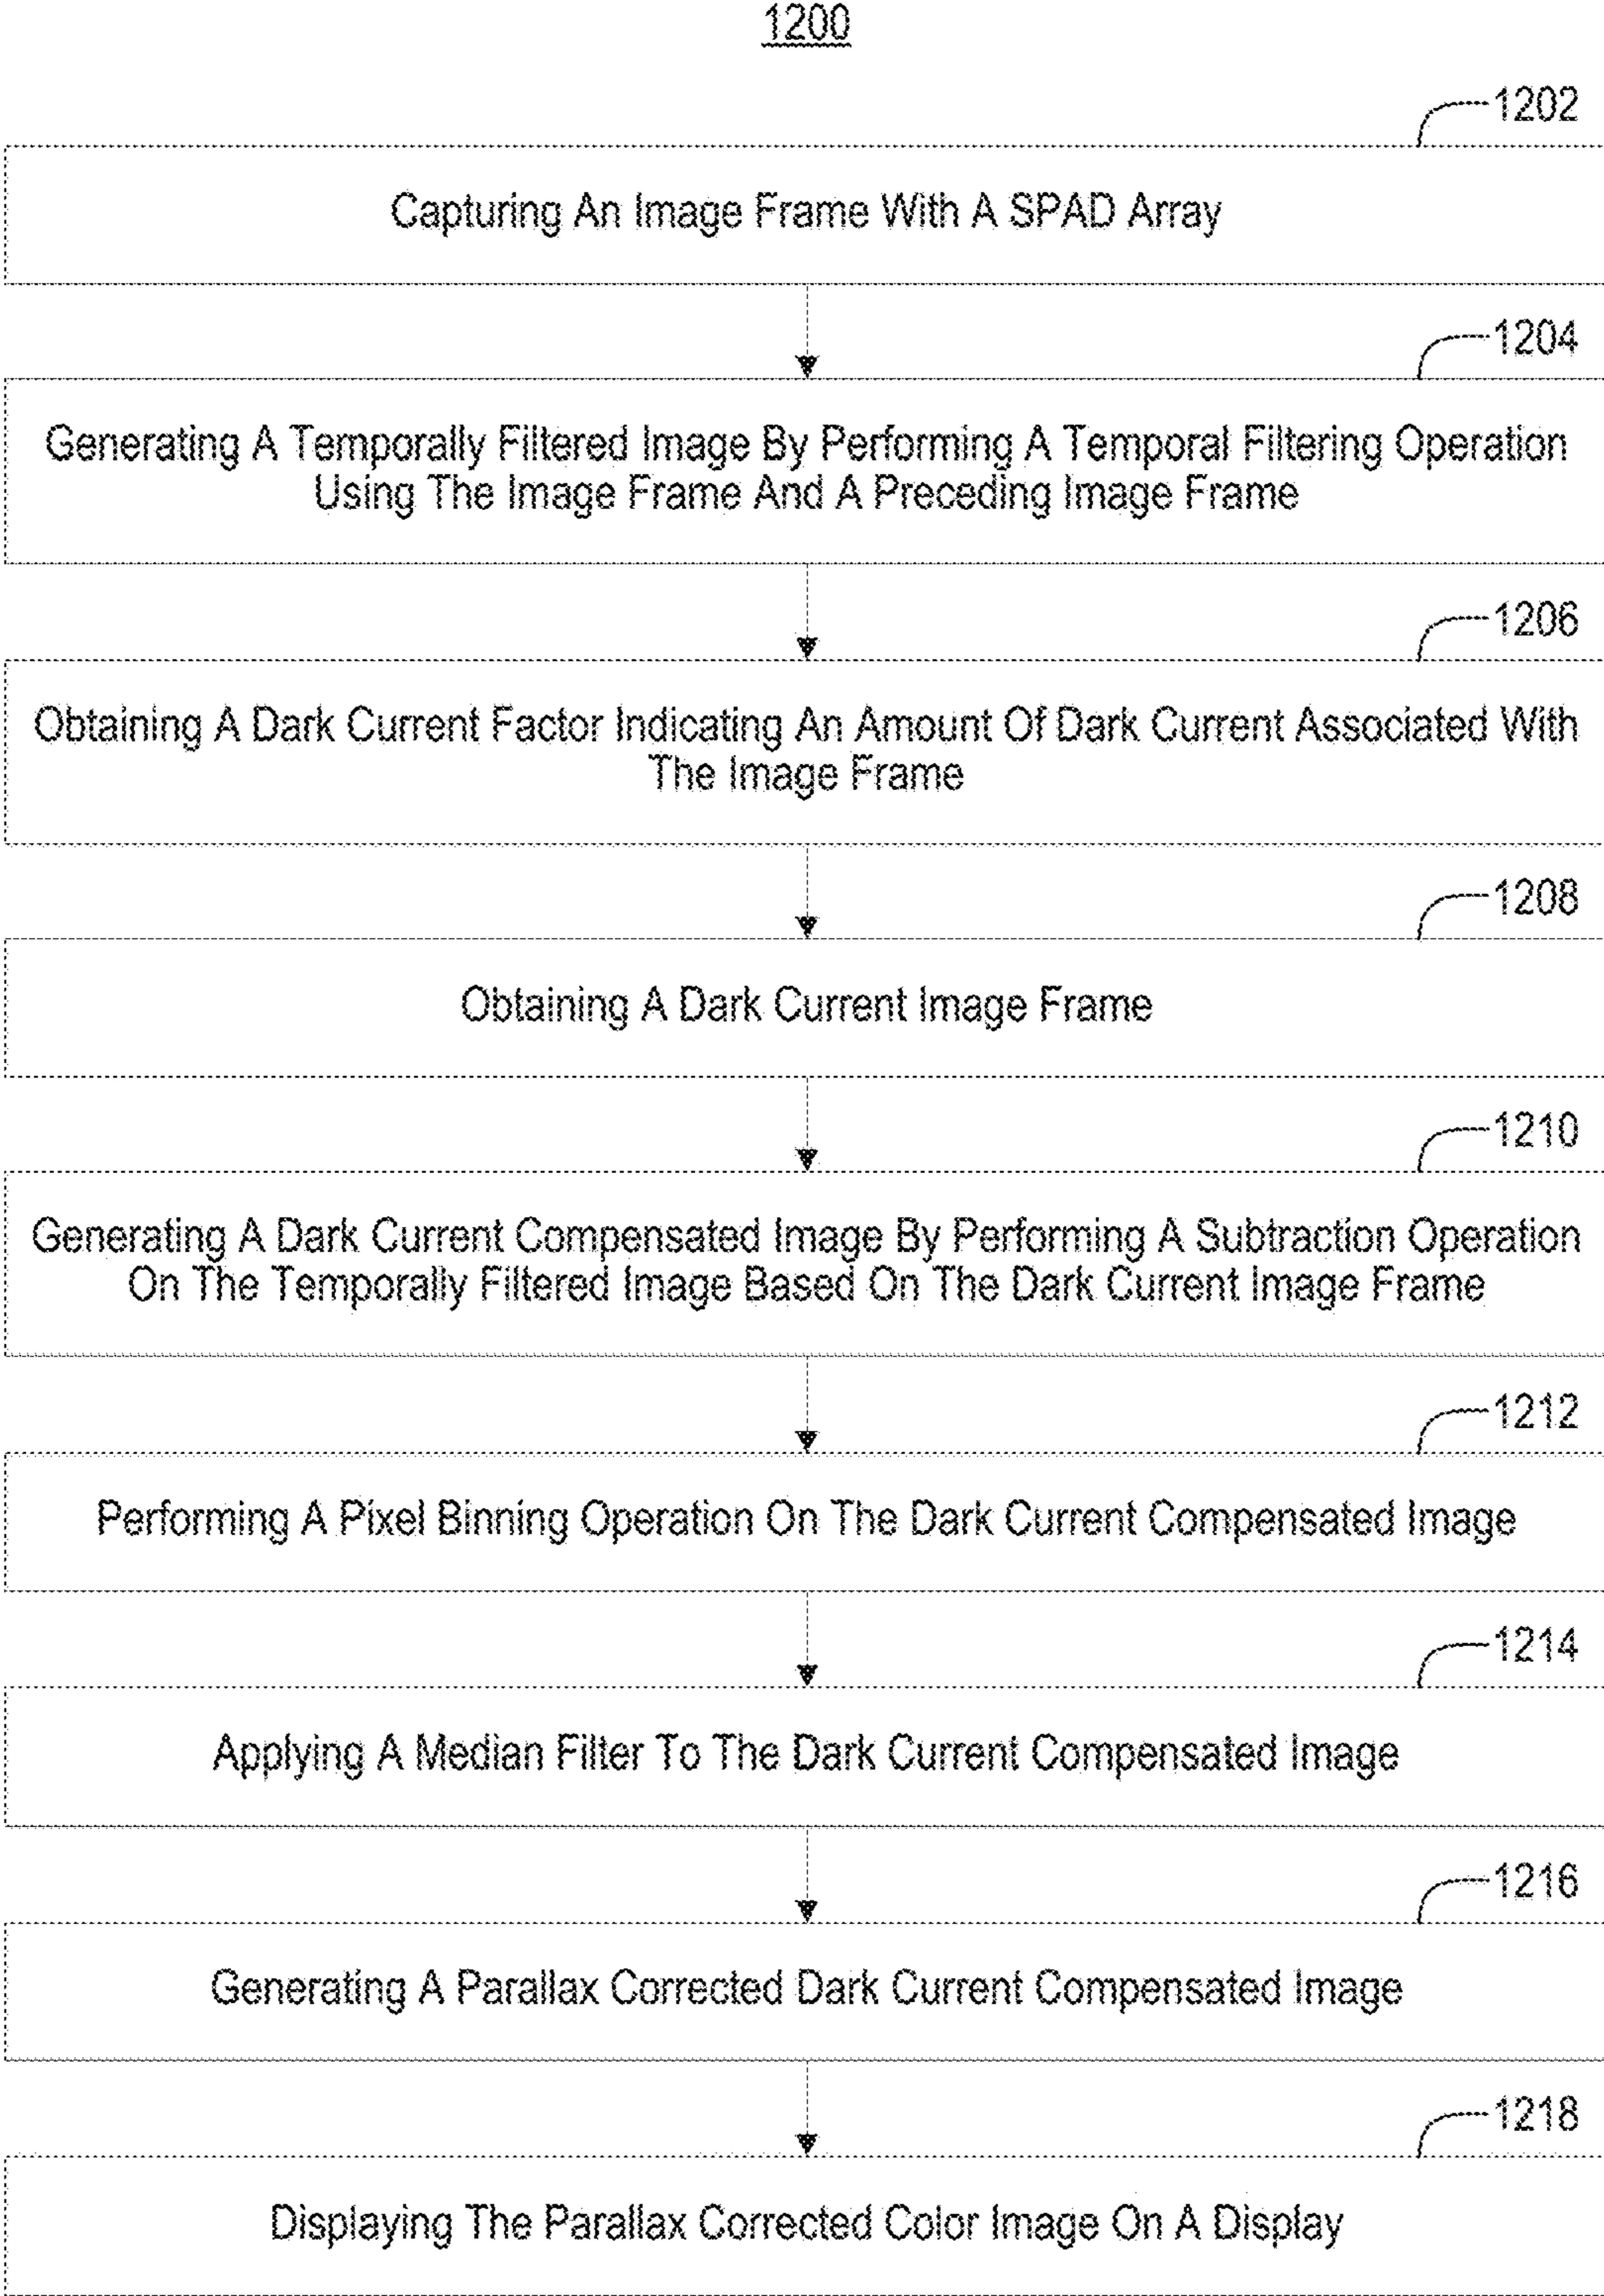 1200
1202
Capturing An Image Frame With A SPAD Array
1204
Generating A Temporally Filtered Image By Performing A Temporal Filtering Operation
Using The Image Frame And A Preceding Image Frame
1206
Obtaining A Dark Current Factor Indicating An Amount Of Dark Current Associated With
The Image Frame
1208
Obtaining A Dark Current Image Frame
1210
Generating A Dark Current Compensated Image By Performing A Subtraction Operation
On The Temporally Filtered Image Based On The Dark Current Image Frame
1212
Performing A Pixel Binning Operation On The Dark Current Compensated Image
1214
Applying A Median Filter To The Dark Current Compensated Image
1216
Generating A Parallax Corrected Dark Current Compensated Image
1218
Displaying The Parallax Corrected Color Image On A Display